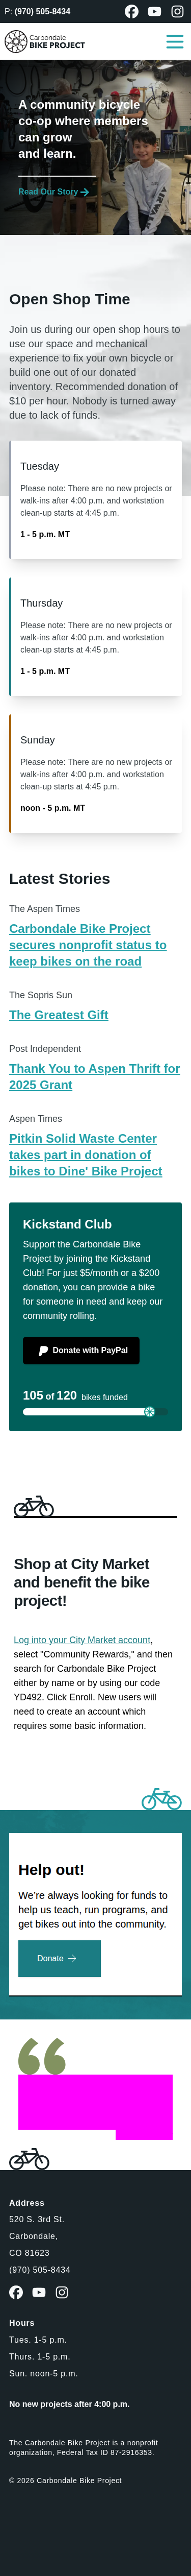 P: (970) 505-8434
Carbondale
BIKE PROJECT
A community bicycle
co-op where members
can grow
and learn.
Read Our Story
Open Shop Time
Join us during our open shop hours to
use our space and mechanical
experience to fix your own bicycle or
build one out of our donated
inventory. Recommended donation of
$10 per hour. Nobody is turned away
due to lack of funds.
Tuesday
Please note: There are no new projects or
walk-ins after 4:00 p.m. and workstation
clean-up starts at 4:45 p.m.
1 - 5 p.m. MT
Thursday
Please note: There are no new projects or
walk-ins after 4:00 p.m. and workstation
clean-up starts at 4:45 p.m.
1 - 5 p.m. MT
Sunday
Please note: There are no new projects or
walk-ins after 4:00 p.m. and workstation
clean-up starts at 4:45 p.m.
noon - 5 p.m. MT
Latest Stories
The Aspen Times
Carbondale Bike Project
secures nonprofit status to
keep bikes on the road
The Sopris Sun
The Greatest Gift
Post Independent
Thank You to Aspen Thrift for
2025 Grant
Aspen Times
Pitkin Solid Waste Center
takes part in donation of
bikes to Dine' Bike Project
Kickstand Club
Support the Carbondale Bike
Project by joining the Kickstand
Club! For just $5/month or a $200
donation, you can provide a bike
for someone in need and keep our
community rolling.
Donate with PayPal
105 of 120 bikes funded
Shop at City Market
and benefit the bike
project!
Log into your City Market account,
select "Community Rewards," and then
search for Carbondale Bike Project
either by name or by using our code
YD492. Click Enroll. New users will
need to create an account which
requires some basic information.
Help out!
We’re always looking for funds to
help us teach, run programs, and
get bikes out into the community.
Donate
Address
520 S. 3rd St.
Carbondale,
CO 81623
(970) 505-8434
Hours
Tues. 1-5 p.m.
Thurs. 1-5 p.m.
Sun. noon-5 p.m.
No new projects after 4:00 p.m.
The Carbondale Bike Project is a nonprofit
organization, Federal Tax ID 87-2916353.
© 2026 Carbondale Bike Project